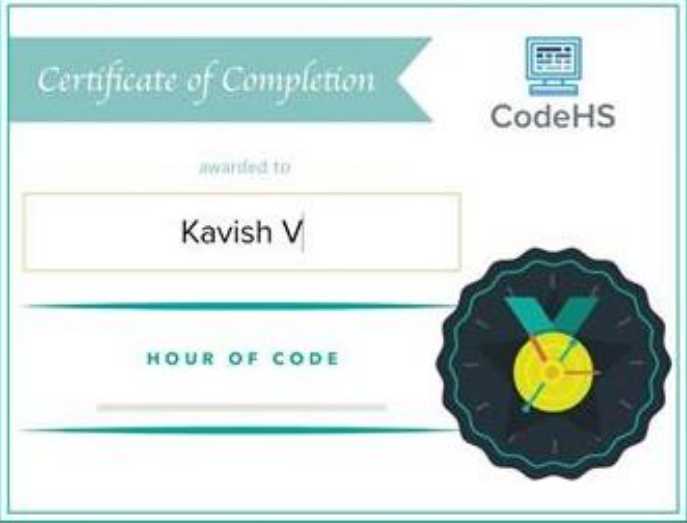 Certificate of Completion
CodeHS
awarded to
Kavish V
HOUR OF CODE